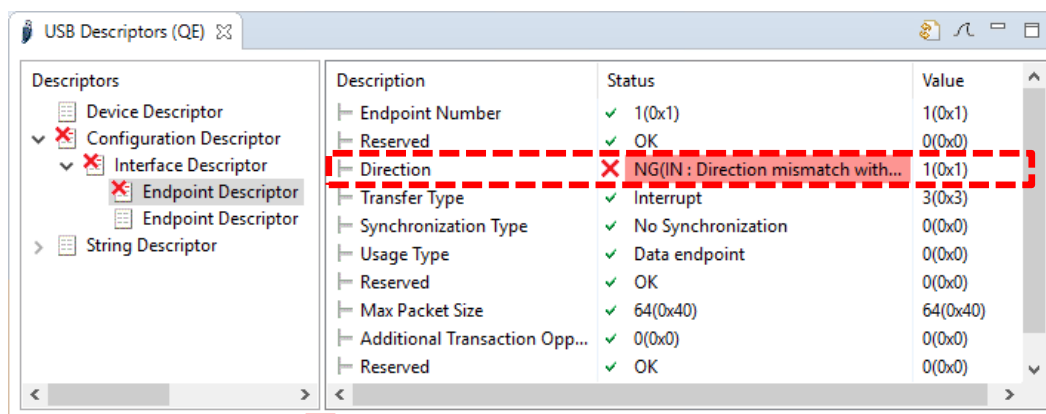 USB Descriptors (QE)
Descriptors
Device Descriptor
Configuration Descriptor
Interface Descriptor
Endpoint Descriptor
Endpoint Descriptor
String Descriptor
Description Status Value
Endpoint Number 1(0x1) 1(0x1)
Reserved OK 0(0x0)
Direction NG(IN : Direction mismatch with... 1(0x1)
Transfer Type Interrupt 3(0x3)
Synchronization Type No Synchronization 0(0x0)
Usage Type Data endpoint 0(0x0)
Reserved OK 0(0x0)
Max Packet Size 64(0x40) 64(0x40)
Additional Transaction Opp... 0(0x0) 0(0x0)
Reserved OK 0(0x0)